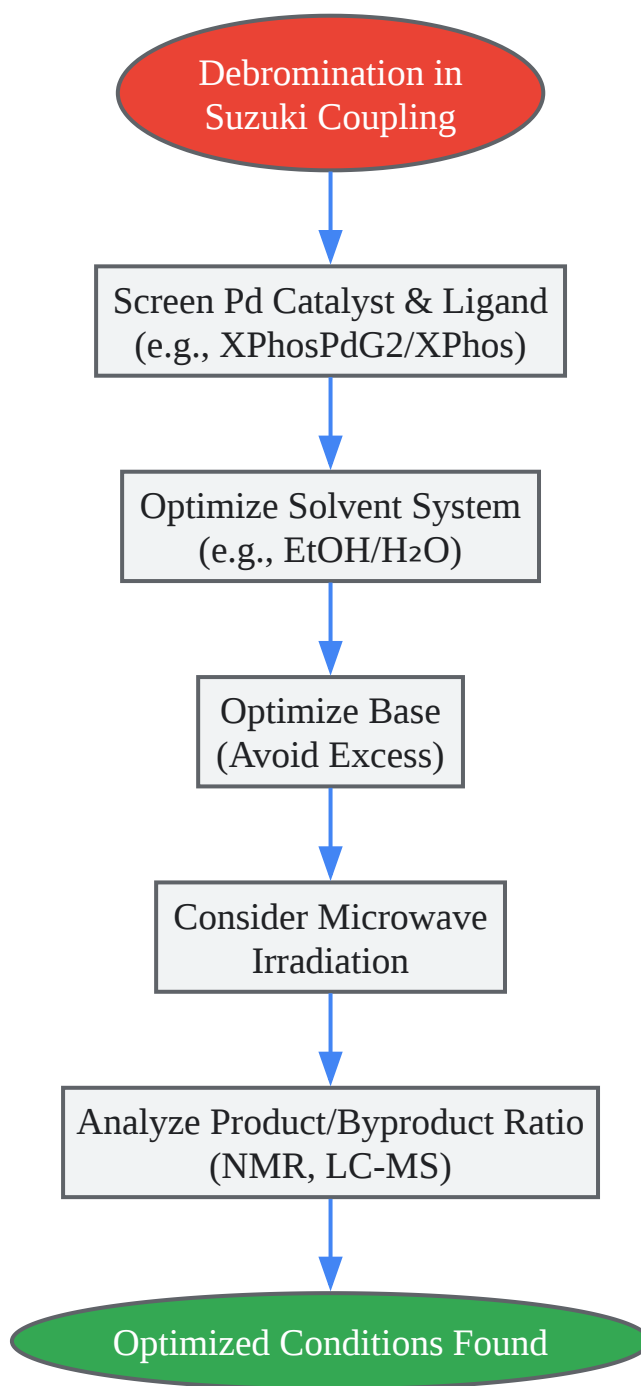 Debromination in
Suzuki Coupling
Screen Pd Catalyst & Ligand
(e.g., XPhosPdG2/XPhos)
Optimize Solvent System
(e.g., EtOH/H₂O)
Optimize Base
(Avoid Excess)
Consider Microwave
Irradiation
Analyze Product/Byproduct Ratio
(NMR, LC-MS)
Optimized Conditions Found